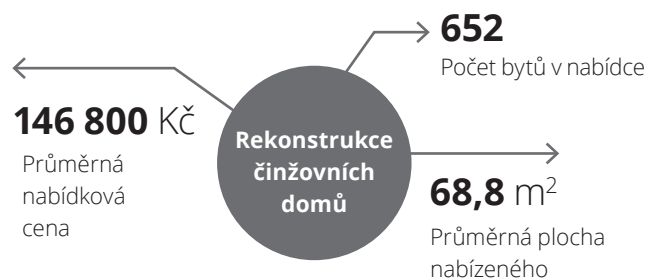 652
Počet bytů v nabídce
146 800 Kč
Průměrná
nabídková
cena
Rekonstrukce
činžovních
domů
68,8 m²
Průměrná plocha
nabízeného